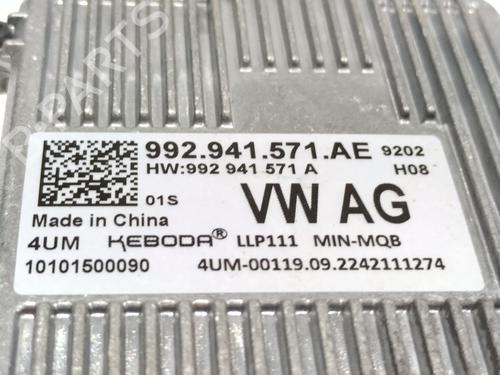 992.941.571.AE 9202
HW:992 941 571 A H08
01S VW AG
Made in China
4UM KEBODA® LLP111 MIN-MQB
10101500090 4UM-00119.09.2242111274
PARTS